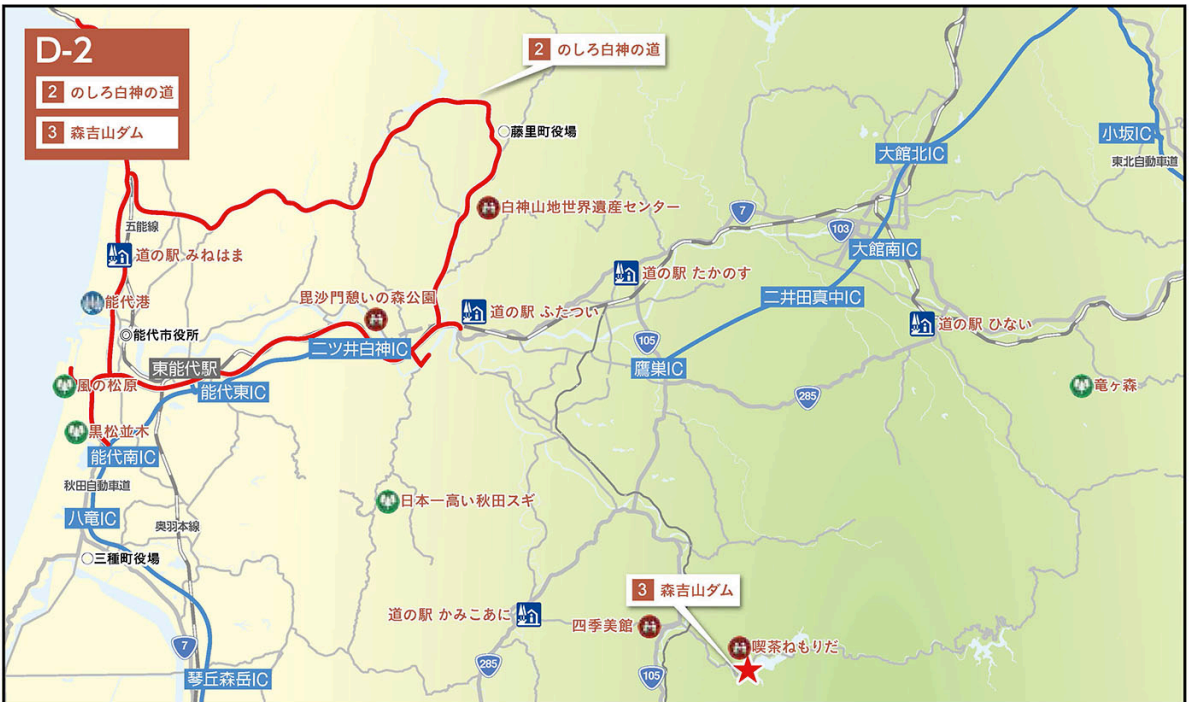 D-2
2 のしろ白神の道
3 森吉山ダム
2 のしろ白神の道
○藤里町役場
大館北IC
小坂IC
東北自動車道
白神山地世界遺産センター
7
103
五能線
道の駅 みねはま
大館南IC
道の駅 たかのす
二井田真中IC
能代港
毘沙門憩いの森公園
道の駅 ふたつい
道の駅 ひない
◎能代市役所
105
二ツ井白神IC
東能代駅
鷹巣IC
風の松原
能代東IC
285
竜ヶ森
黒松並木
能代南IC
秋田自動車道
日本一高い秋田スギ
八竜IC
奥羽本線
○三種町役場
3 森吉山ダム
道の駅 かみこあに
四季美館
喫茶ねもりだ
7
285
105
琴丘森岳IC